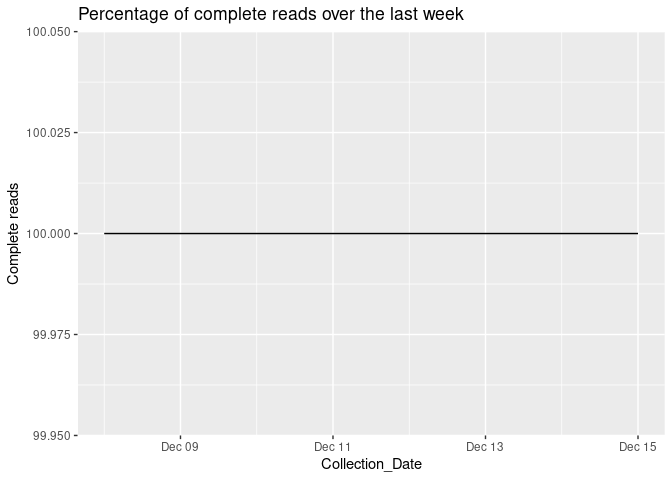 Percentage of complete reads over the last week
100.050
100.025
100.000
99.975
99.950
Complete reads
Dec 09
Dec 11
Dec 13
Dec 15
Collection_Date